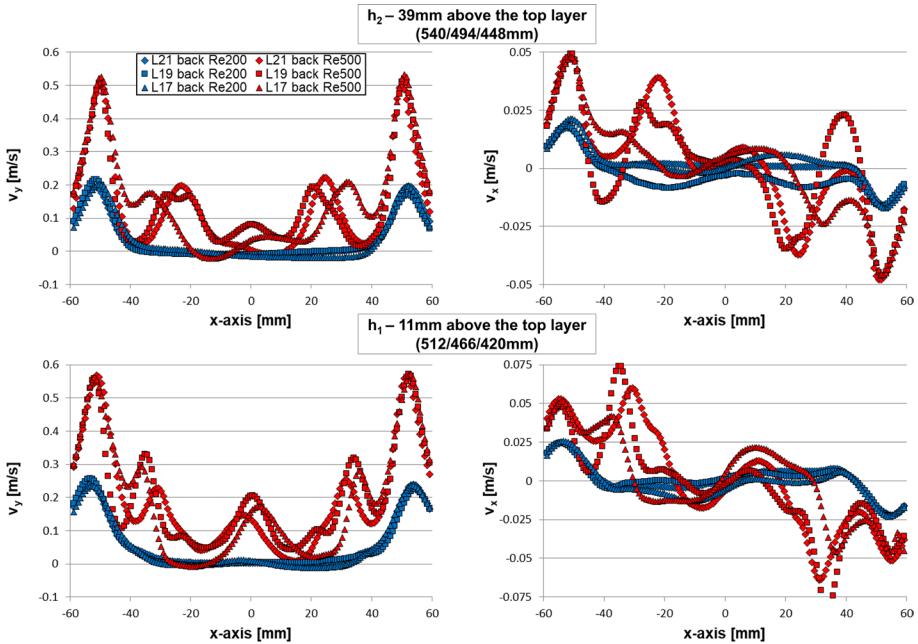 h2 – 39mm above the top layer
(540/494/448mm)
L21 back Re200 L21 back Re500
L19 back Re200 L19 back Re500
L17 back Re200 L17 back Re500
vy [m/s]
0.6
0.5
0.4
0.3
0.2
0.1
0
-0.1
-60 -40 -20 0 20 40 60
x-axis [mm]
vx [m/s]
0.05
0.025
0
-0.025
-0.05
-60 -40 -20 0 20 40 60
x-axis [mm]
h1 – 11mm above the top layer
(512/466/420mm)
vy [m/s]
0.6
0.5
0.4
0.3
0.2
0.1
0
-0.1
-60 -40 -20 0 20 40 60
x-axis [mm]
vx [m/s]
0.075
0.05
0.025
0
-0.025
-0.05
-0.075
-60 -40 -20 0 20 40 60
x-axis [mm]